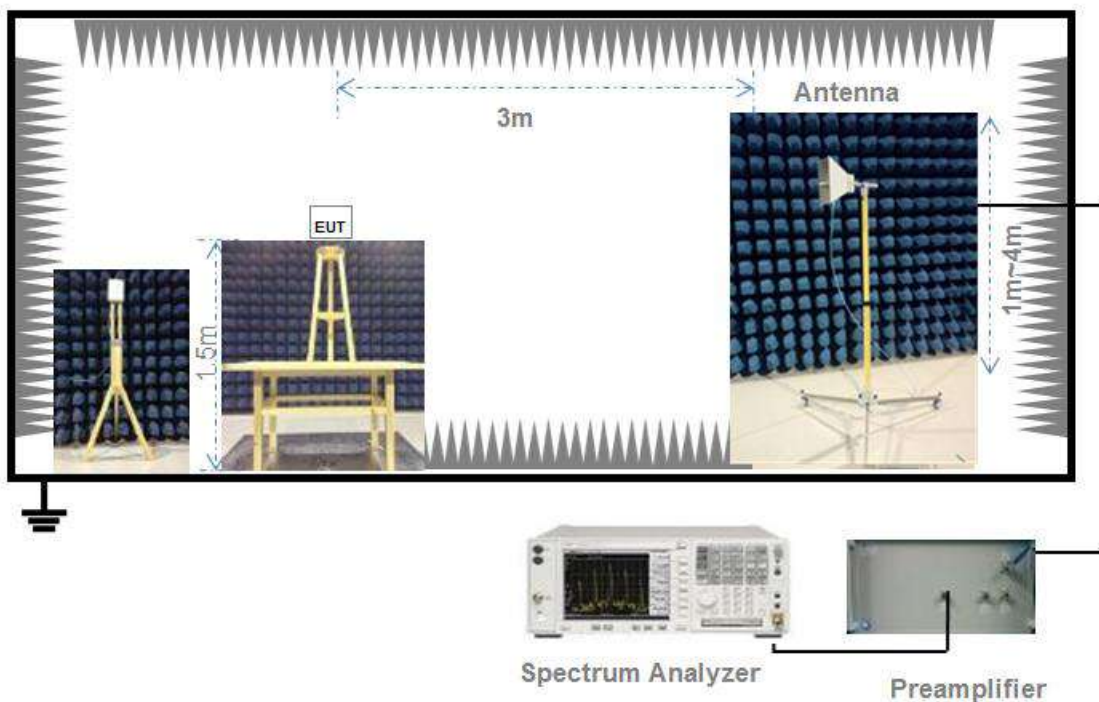 3m
Antenna
EUT
1.5m
1m~4m
Spectrum Analyzer
Preamplifier